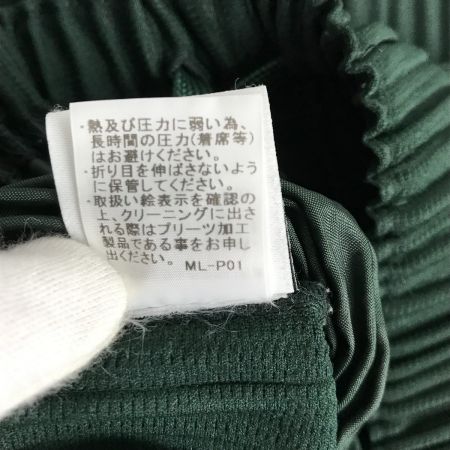 ・熱及び圧力に弱い為、
長時間の圧力(着席等)
はお避けください。
・折り目を伸ばさないよう
に保管してください。
・取扱い絵表示を確認の
上、クリーニングに出さ
れる際はプリーツ加工
製品である事をお申し
出ください。
ML-P01